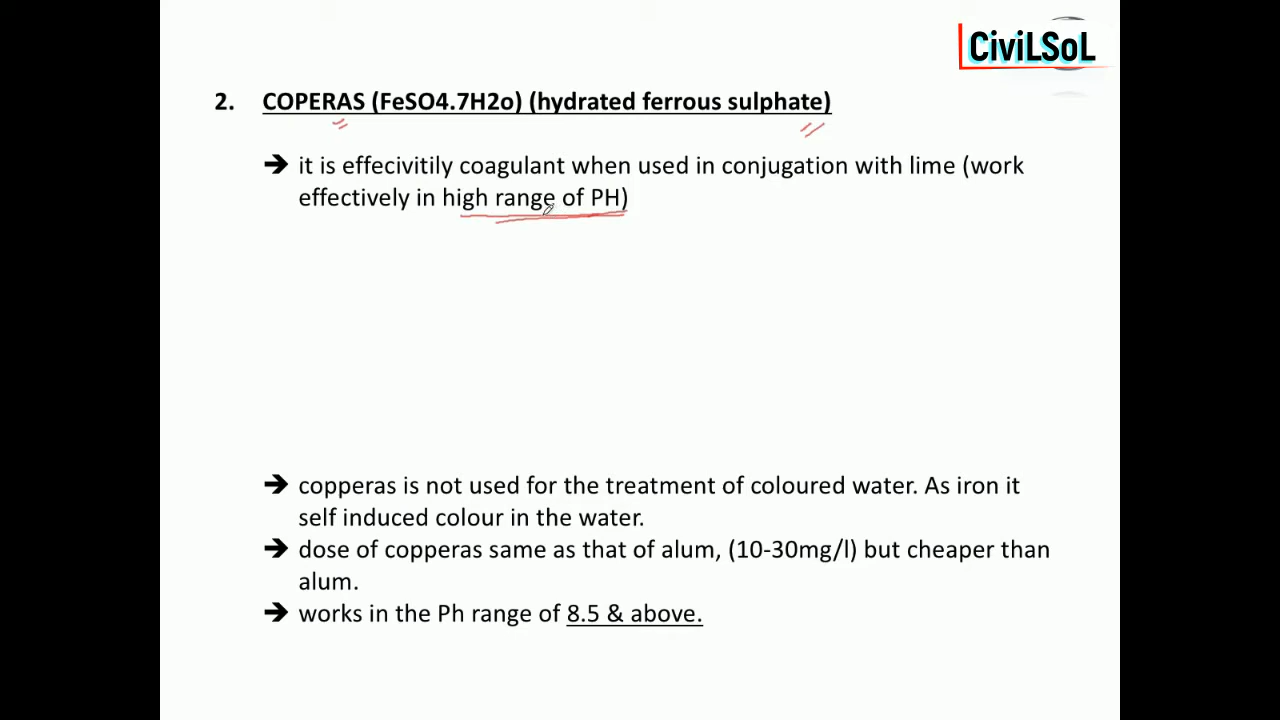 CiviLSoL
2. COPERAS (FeSO4.7H2o) (hydrated ferrous sulphate)
➔ it is effecivitily coagulant when used in conjugation with lime (work
effectively in high range of PH)
➔ copperas is not used for the treatment of coloured water. As iron it
self induced colour in the water.
➔ dose of copperas same as that of alum, (10-30mg/l) but cheaper than
alum.
➔ works in the Ph range of 8.5 & above.